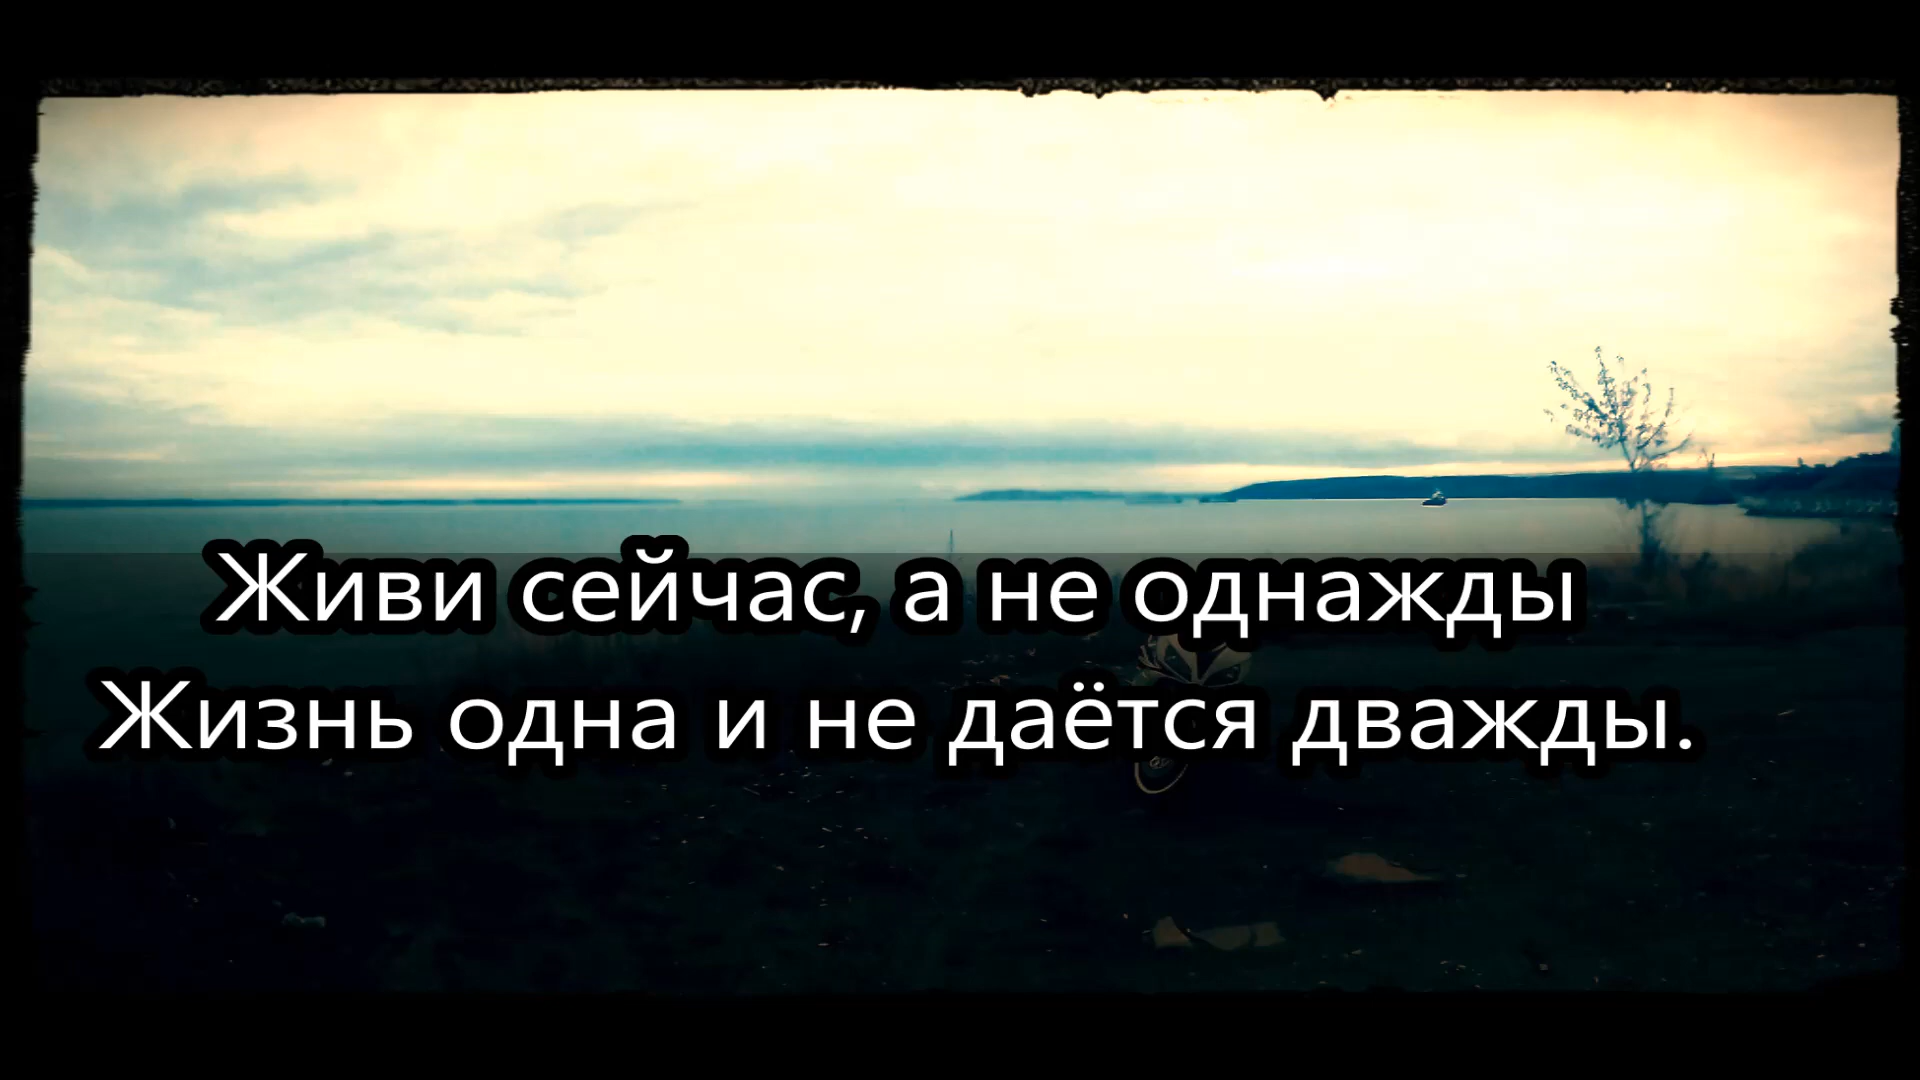 Живи сейчас, а не однажды
Жизнь одна и не даётся дважды.